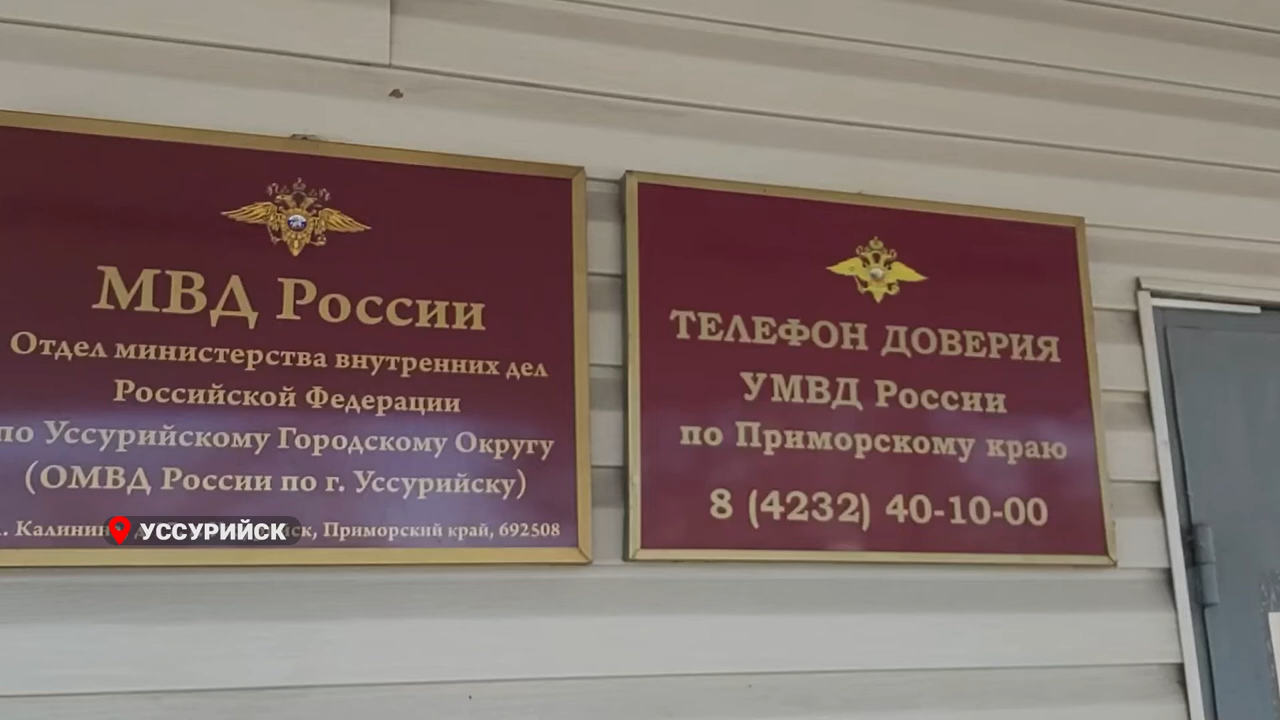 МВД России
Отдел министерства внутренних дел
Российской Федерации
по Уссурийскому Городскому Округу
(ОМВД России по г. Уссурийску)
Приморский край, 692508
УССУРИЙСК
ТЕЛЕФОН ДОВЕРИЯ
УМВД России
по Приморскому краю
8 (4232) 40-10-00